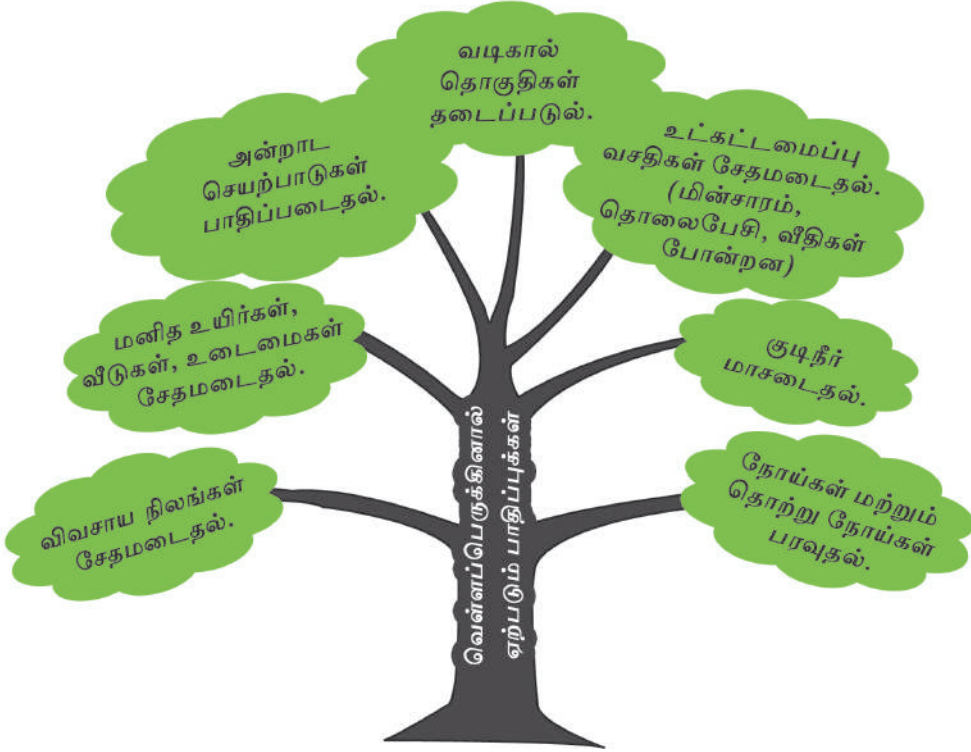 வடிகால்
தொகுதிகள்
தடைப்படுல்.
அன்றாட
செயற்பாடுகள்
பாதிப்படைதல்.
உட்கட்டமைப்பு
வசதிகள் சேதமடைதல்.
(மின்சாரம்,
தொலைபேசி, வீதிகள்
போன்றன)
மனித உயிர்கள்,
வீடுகள், உடைமைகள்
சேதமடைதல்.
குடிநீர்
மாசடைதல்.
விவசாய நிலங்கள்
சேதமடைதல்.
நோய்கள் மற்றும்
தொற்று நோய்கள்
பரவுதல்.
வெள்ளப்பெருக்கினால்
ஏற்படும் பாதிப்புக்கள்